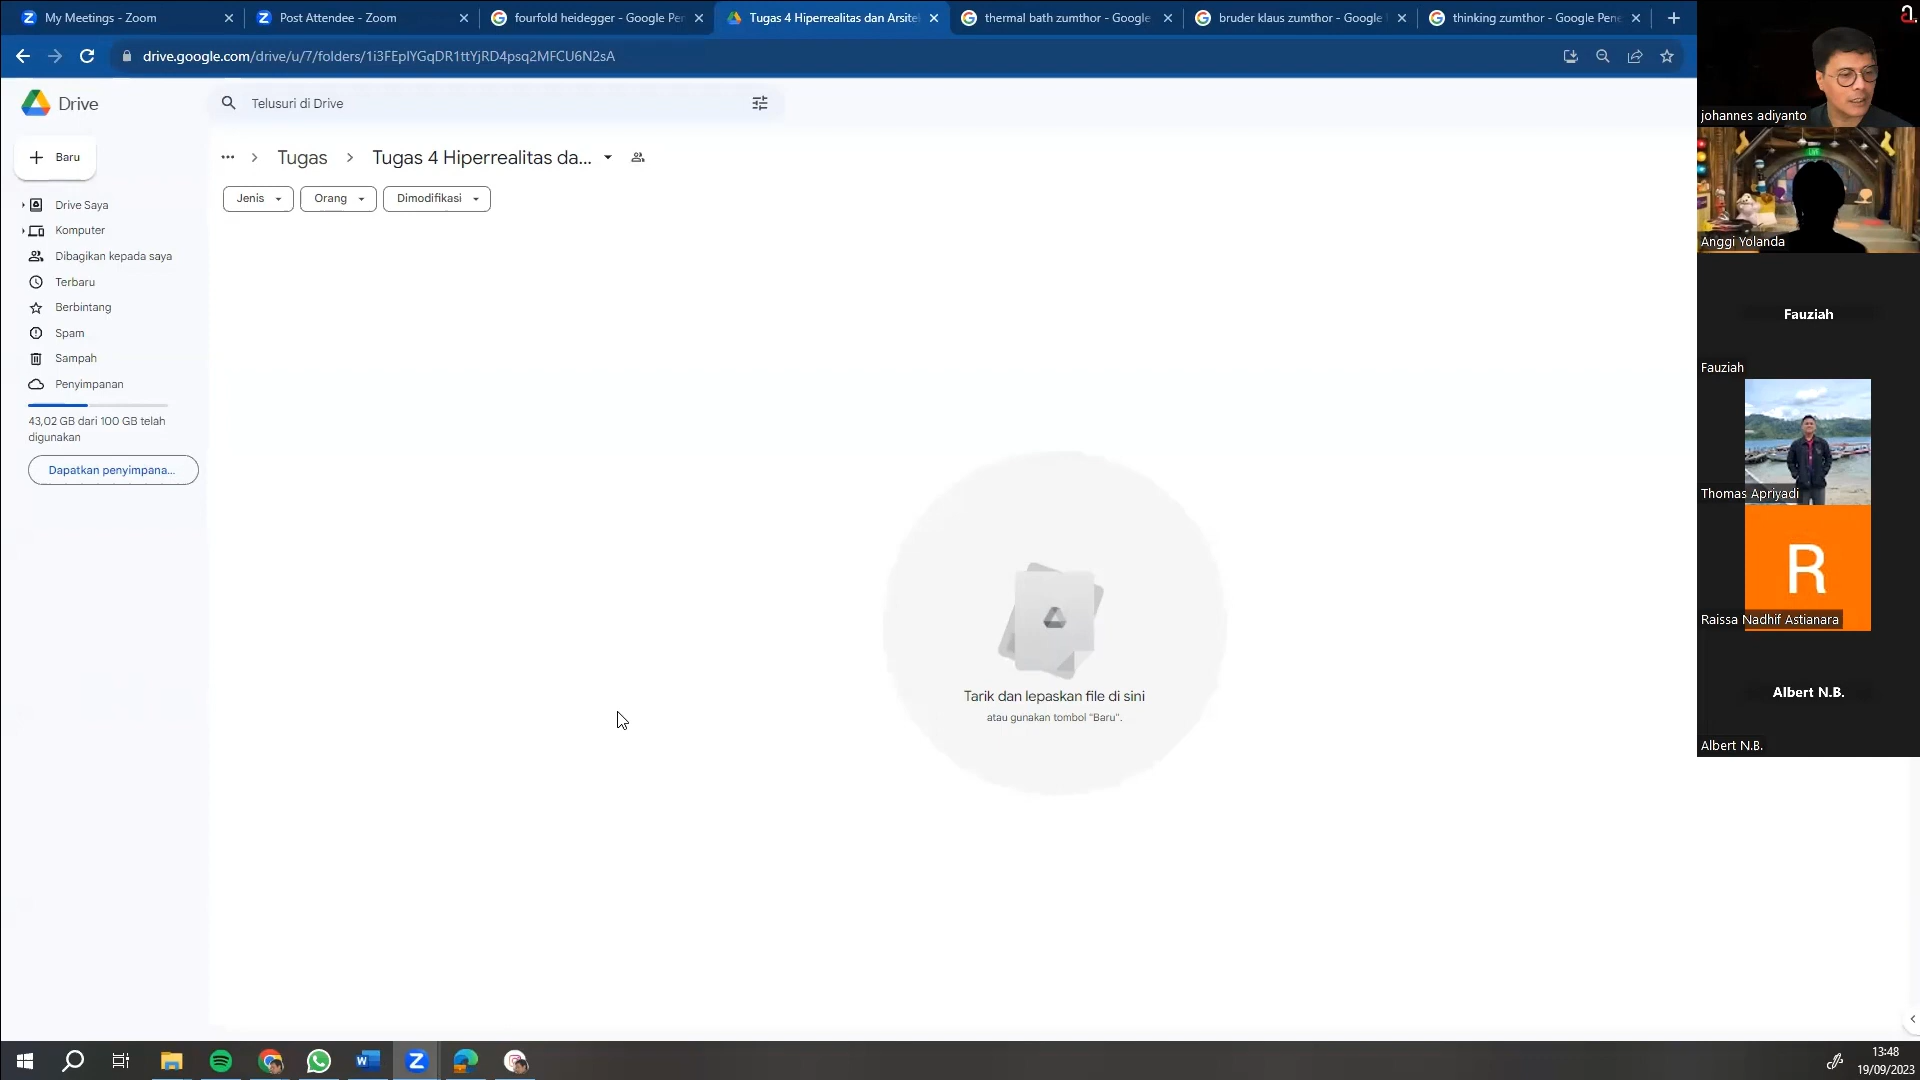 My Meetings - Zoom
Post Attendee - Zoom
fourfold heidegger - Google Pe
Tugas 4 Hiperrealitas dan Arsite
thermal bath zumthor - Google
bruder klaus zumthor - Google
thinking zumthor - Google Pene
drive.google.com/drive/u/7/folders/1i3FEplYGqDR1ttYjRD4psq2MFCU6N2sA
Drive
Telusuri di Drive
Baru
Tugas
Tugas 4 Hiperrealitas da...
Jenis
Orang
Dimodifikasi
Drive Saya
Komputer
Dibagikan kepada saya
Terbaru
Berbintang
Spam
Sampah
Penyimpanan
43,02 GB dari 100 GB telah
digunakan
Dapatkan penyimpana...
Tarik dan lepaskan file di sini
atau gunakan tombol "Baru".
johannes adiyanto
LIVE
Anggi Yolanda
Fauziah
Fauziah
Thomas Apriyadi
R
Raissa Nadhif Astianara
Albert N.B.
Albert N.B.
13:48
19/09/2023